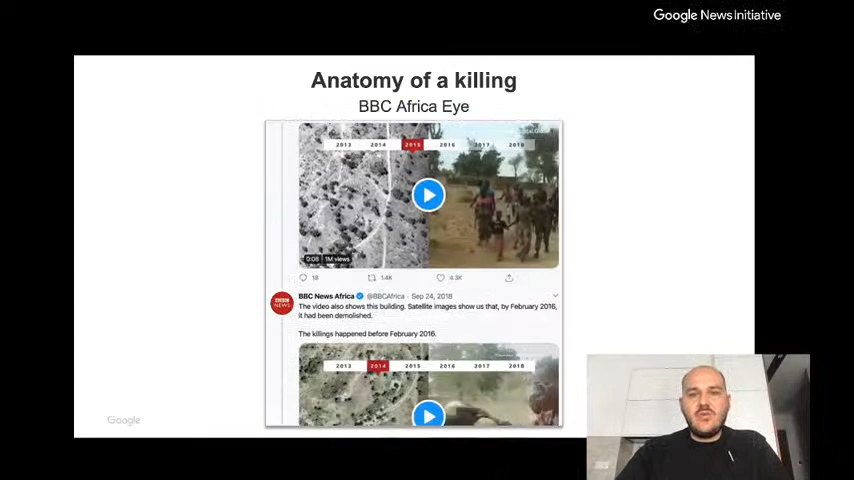 Google News Initiative
Anatomy of a killing
BBC Africa Eye
2013 2014 2015 2016 2017 2018
0:08 1M views
18 1.4K 4.3K
BBC News Africa @BBCAfrica · Sep 24, 2018
BBC
NEWS
The video also shows this building. Satellite images show us that, by February 2016,
it had been demolished.
The killings happened before February 2016.
2013 2014 2015 2016 2017 2018
Google